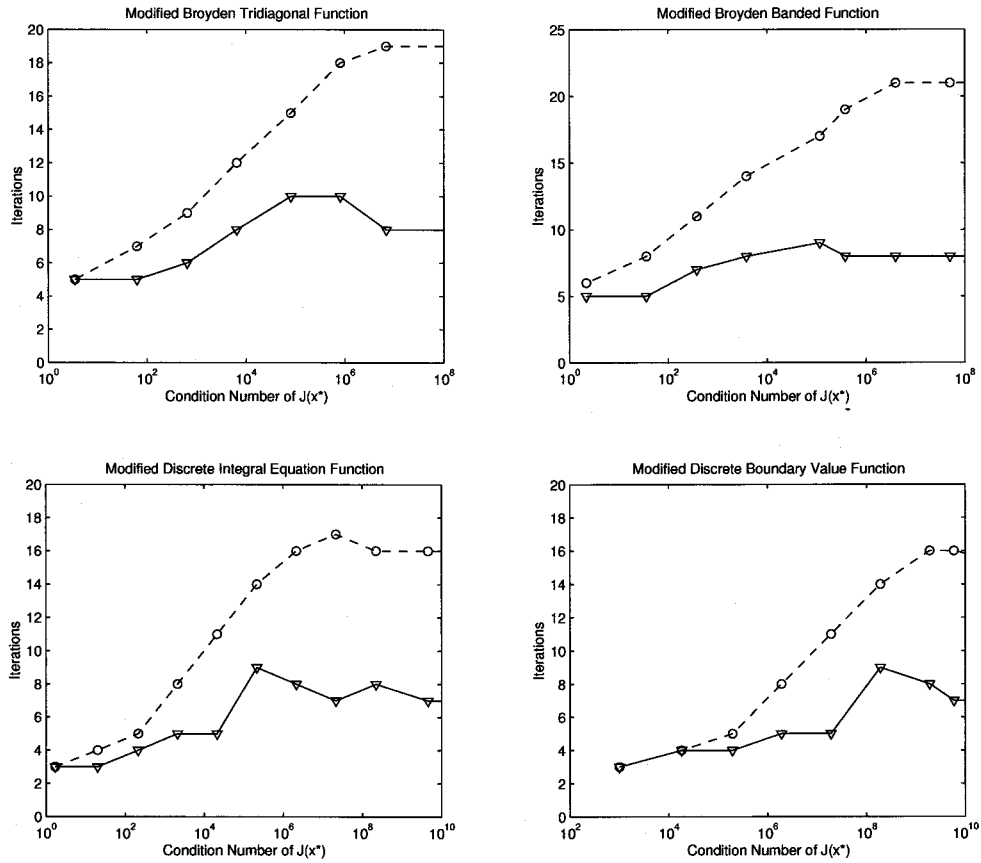 Modified Broyden Tridiagonal Function
20
18
16
14
12
10
8
6
4
2
0
Iterations
10^0 10^2 10^4 10^6 10^8
Condition Number of J(x*)
Modified Broyden Banded Function
25
20
15
10
5
0
Iterations
10^0 10^2 10^4 10^6 10^8
Condition Number of J(x*)
Modified Discrete Integral Equation Function
20
18
16
14
12
10
8
6
4
2
0
Iterations
10^0 10^2 10^4 10^6 10^8 10^10
Condition Number of J(x*)
Modified Discrete Boundary Value Function
20
18
16
14
12
10
8
6
4
2
0
Iterations
10^2 10^4 10^6 10^8 10^10
Condition Number of J(x*)